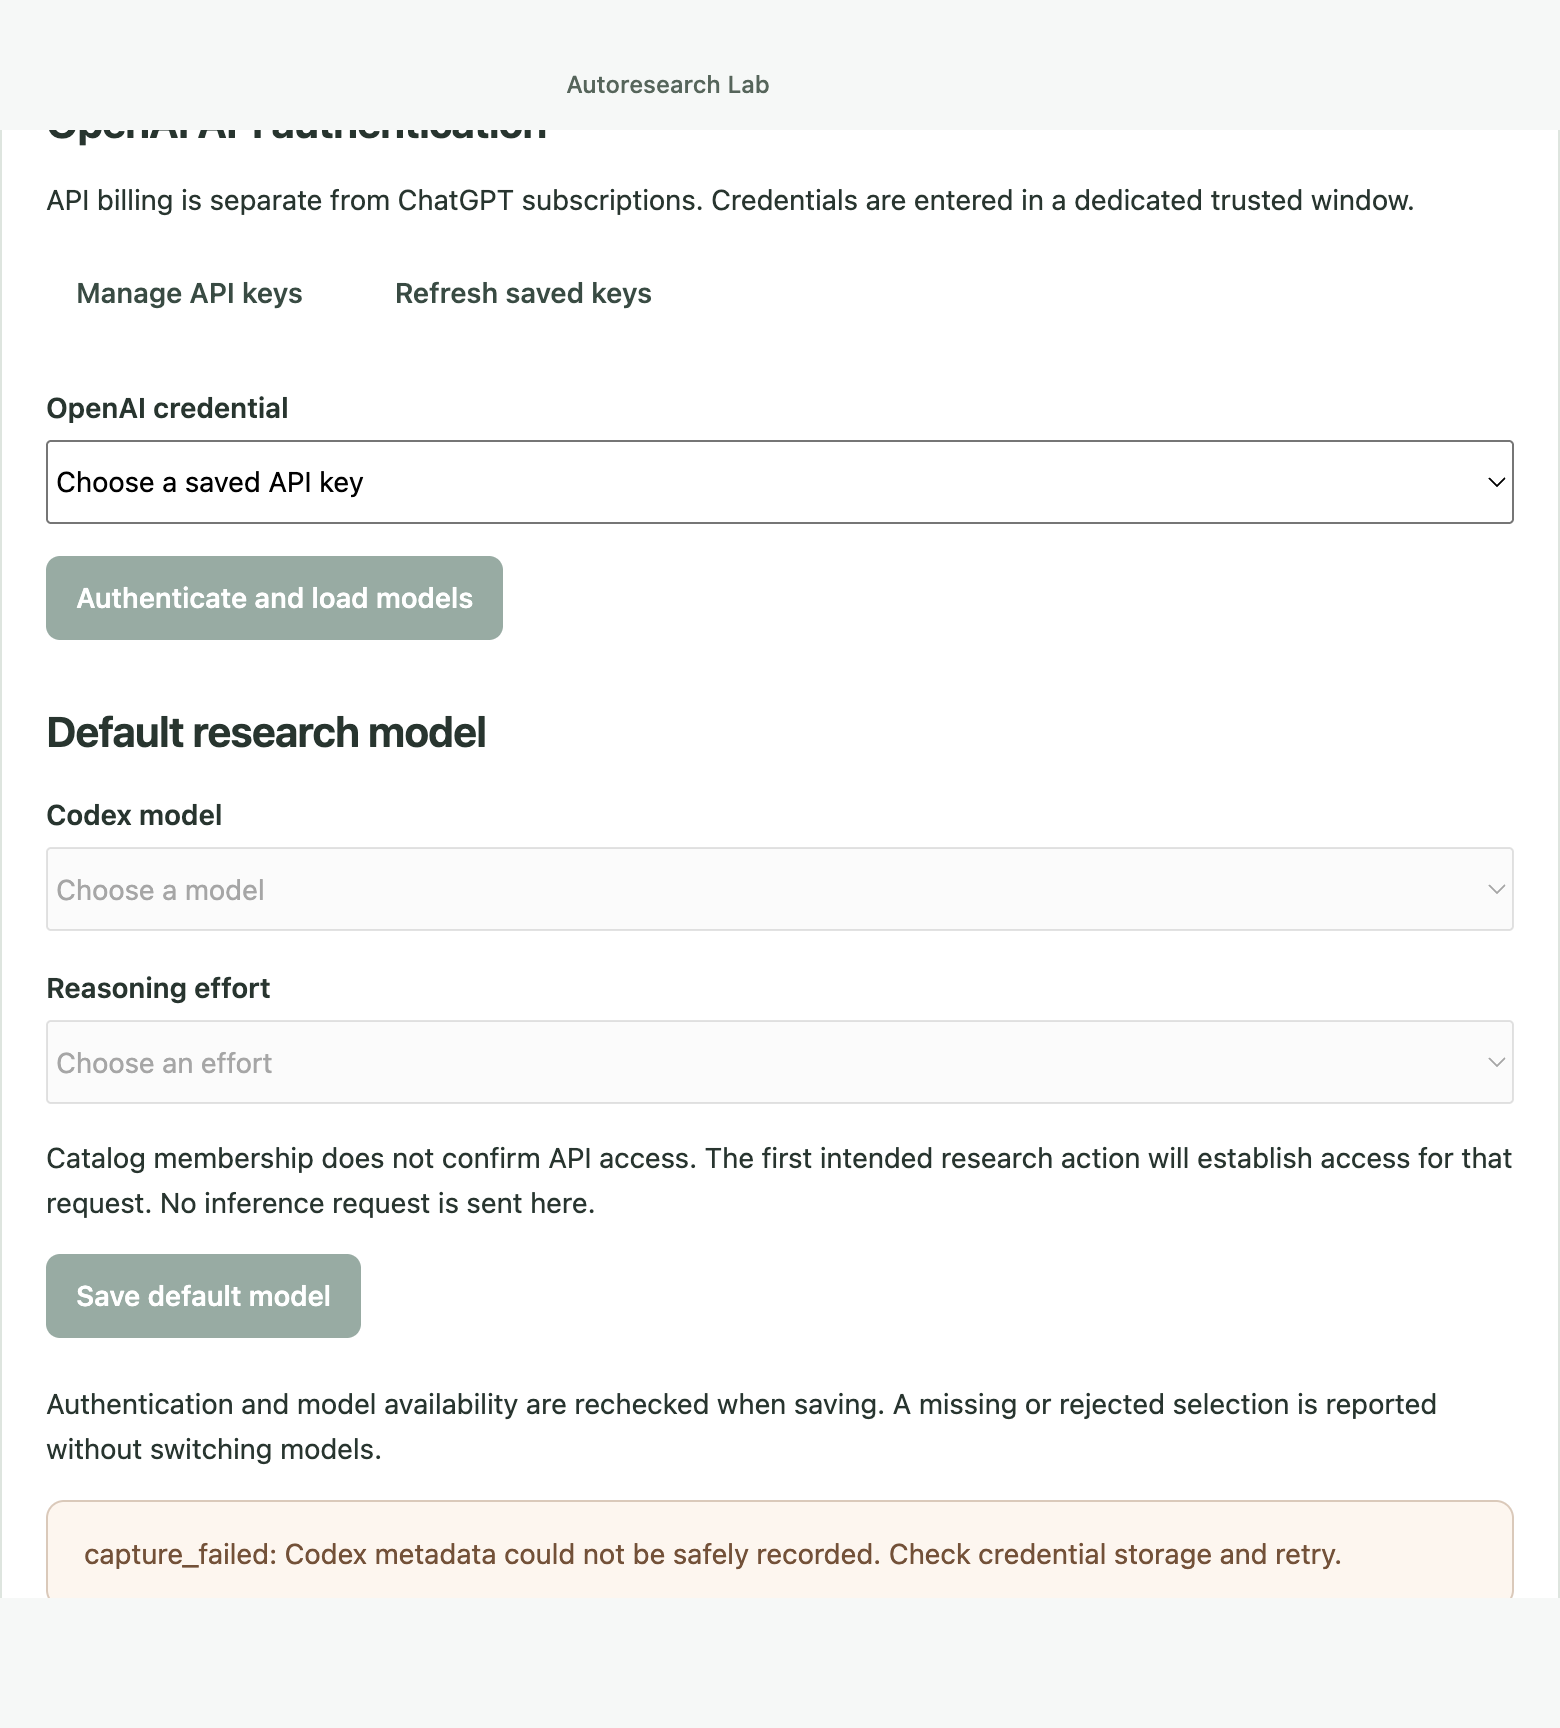 Autoresearch Lab
OpenAI API authentication
API billing is separate from ChatGPT subscriptions. Credentials are entered in a dedicated trusted window.
Manage API keys
Refresh saved keys
OpenAI credential
Choose a saved API key
Authenticate and load models
Default research model
Codex model
Choose a model
Reasoning effort
Choose an effort
Catalog membership does not confirm API access. The first intended research action will establish access for that
request. No inference request is sent here.
Save default model
Authentication and model availability are rechecked when saving. A missing or rejected selection is reported
without switching models.
capture_failed: Codex metadata could not be safely recorded. Check credential storage and retry.